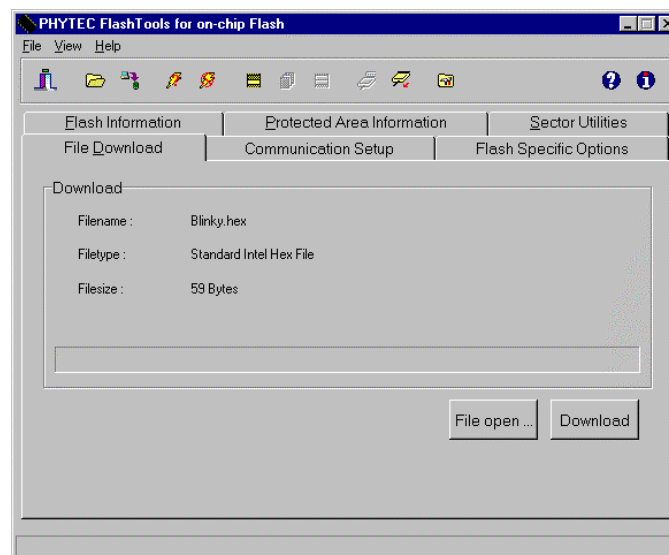 PHYTEC FlashTools for on-chip Flash
File View Help
Flash Information Protected Area Information Sector Utilities
File Download Communication Setup Flash Specific Options
Download
Filename : Blinky.hex
Filetype : Standard Intel Hex File
Filesize : 59 Bytes
File open ... Download